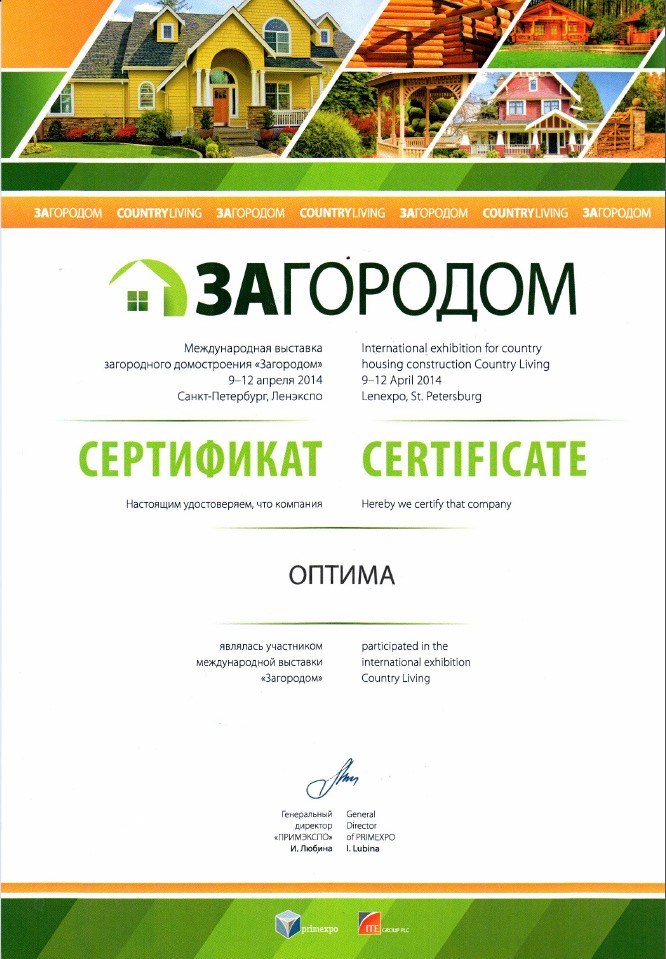 ЗАГОРОДОМ COUNTRYLIVING ЗАГОРОДОМ COUNTRYLIVING ЗАГОРОДОМ COUNTRYLIVING ЗАГОРОДОМ
ЗАГОРОДОМ
Международная выставка
загородного домостроения «Загородом»
9–12 апреля 2014
Санкт-Петербург, Ленэкспо
International exhibition for country
housing construction Country Living
9–12 April 2014
Lenexpo, St. Petersburg
СЕРТИФИКАТ
CERTIFICATE
Настоящим удостоверяем, что компания
Hereby we certify that company
ОПТИМА
являлась участником
международной выставки
«Загородом»
participated in the
international exhibition
Country Living
Генеральный
директор
«ПРИМЭКСПО»
И. Любина
General
Director
of PRIMEXPO
I. Lubina
primexpo
ITE GROUP PLC